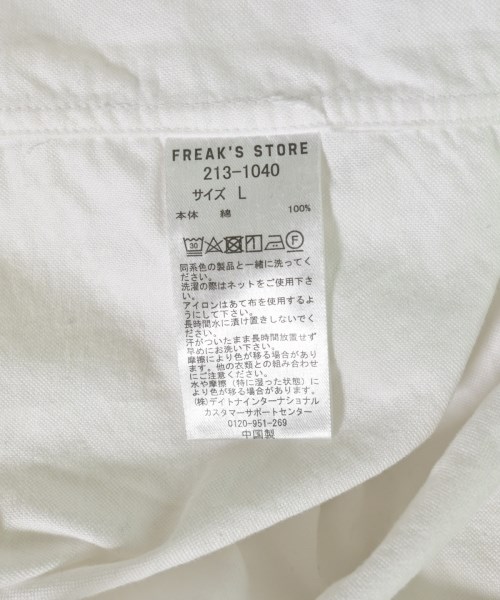 FREAK'S STORE
213-1040
サイズ L
本体 綿 100%
30
F
同系色の製品と一緒に洗ってく
ださい。
洗濯の際はネットをご使用下さ
い。
アイロンはあて布を使用するよ
うにして下さい。
長時間水に漬け置きしないでく
ださい。
汗がついたまま長時間放置せず
早めにお洗い下さい。
摩擦により色が移る場合があり
ます。他の衣類との組み合わせ
にご注意ください。
水や摩擦（特に湿った状態）に
より色が移る場合があります。
(株)デイトナインターナショナル
カスタマーサポートセンター
0120-951-269
中国製